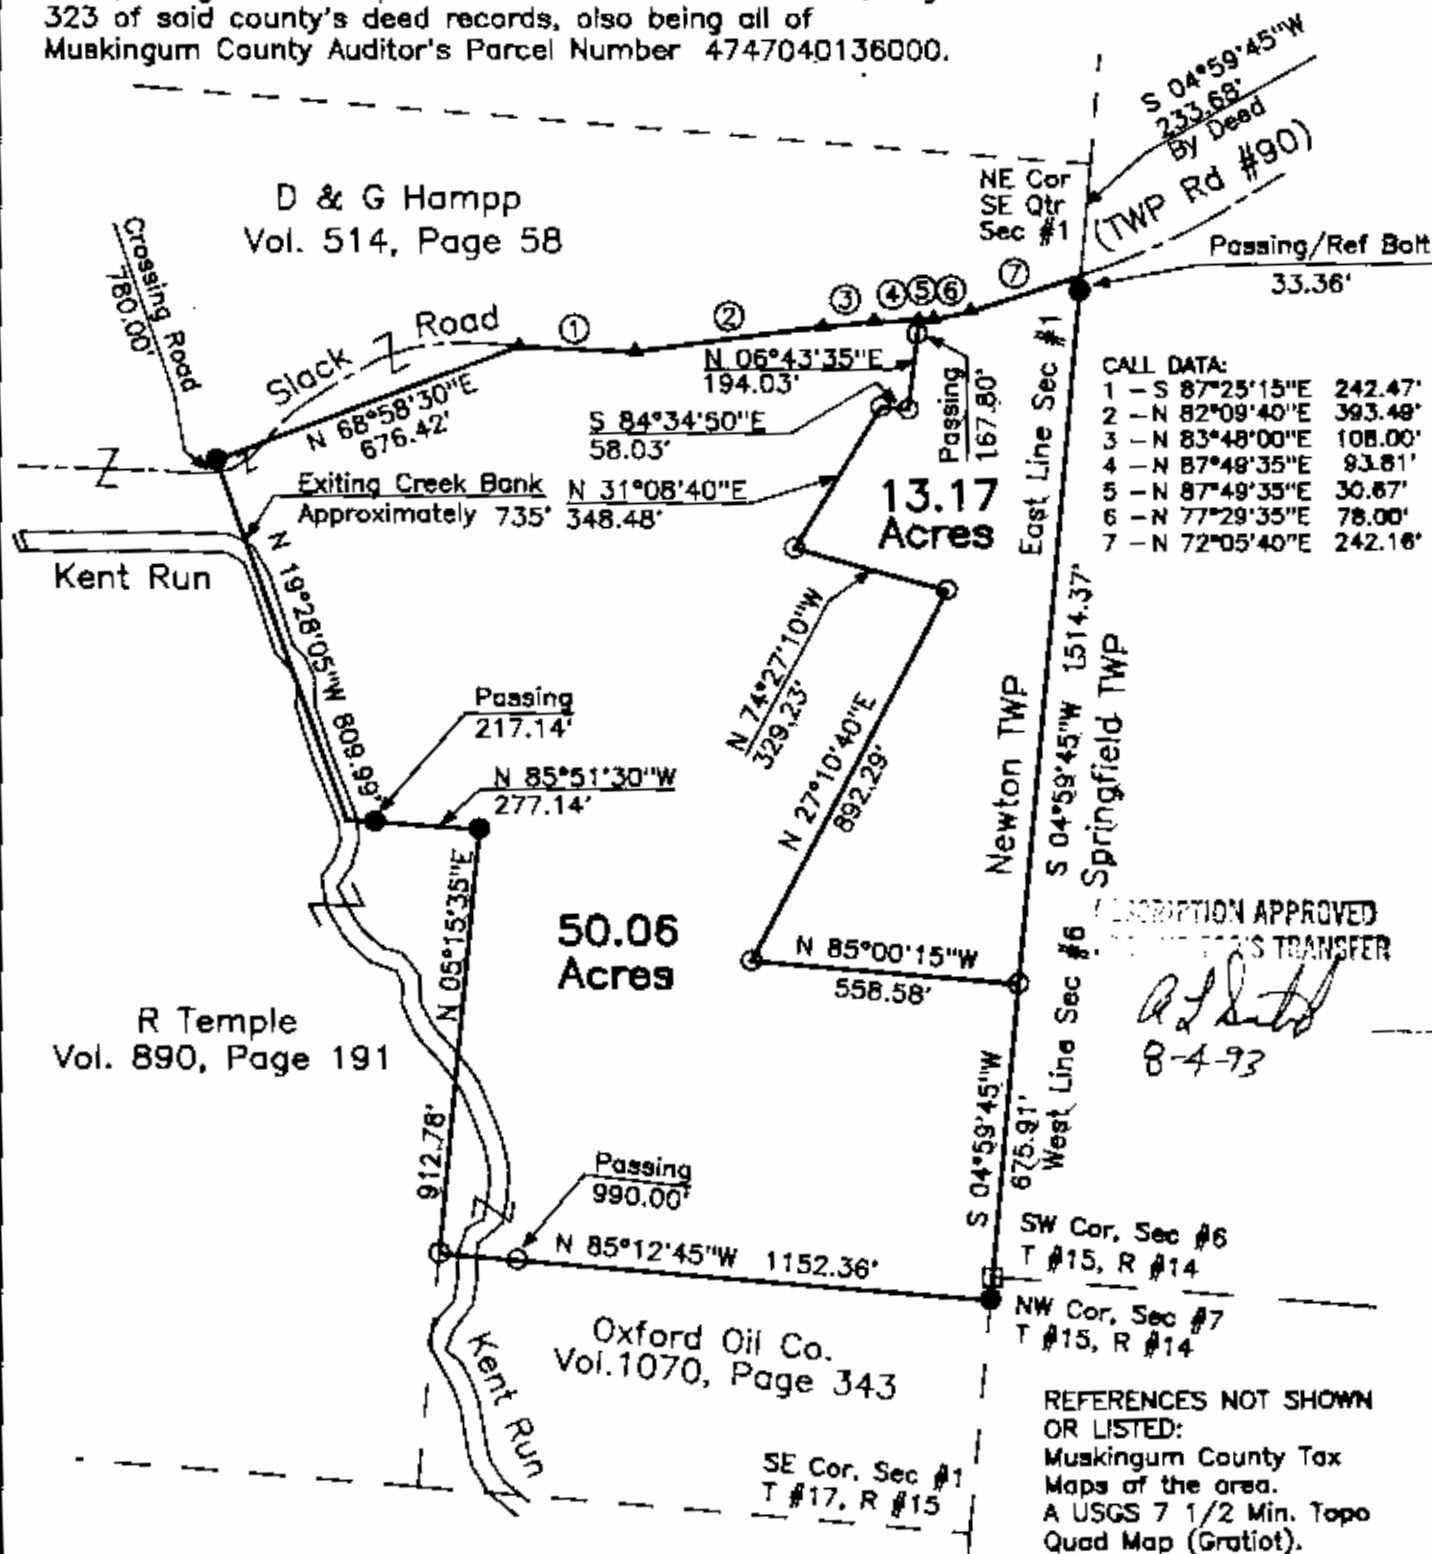 323 of said county's deed records, also being all of
Muskingum County Auditor's Parcel Number 4747040136000.
S 04°59'45"W
233.68'
By Deed
(TWP Rd #90)
NE Cor
SE Qtr
Sec #1
D & G Hampp
Vol. 514, Page 58
Passing/Ref Bolt
33.36'
Crossing Road
780.00'
Slack Road
1
2
3
4
5
6
7
N 68°58'30"E
676.42'
N 06°43'35"E
194.03'
S 84°34'50"E
58.03'
Passing
167.80'
East Line Sec #1
CALL DATA:
1 - S 87°25'15"E 242.47'
2 - N 82°09'40"E 393.49'
3 - N 83°48'00"E 108.00'
4 - N 87°49'35"E 93.81'
5 - N 87°49'35"E 30.67'
6 - N 77°29'35"E 78.00'
7 - N 72°05'40"E 242.16'
Exiting Creek Bank
Approximately 735'
N 31°08'40"E
348.48'
13.17
Acres
Kent Run
N 19°28'05"W 809.99'
N 74°27'10"W
329.23'
Passing
217.14'
N 85°51'30"W
277.14'
N 27°10'40"E
892.29'
Newton TWP
S 04°59'45"W 1514.37'
Springfield TWP
N 05°15'35"E
912.78'
50.06
Acres
N 85°00'15"W
558.58'
APPROVED
TRANSFER
8-4-93
R Temple
Vol. 890, Page 191
S 04°59'45"W
675.91'
West Line Sec #6
Passing
990.00'
N 85°12'45"W 1152.36'
SW Cor, Sec #6
T #15, R #14
NW Cor, Sec #7
T #15, R #14
Oxford Oil Co.
Vol.1070, Page 343
Kent Run
SE Cor, Sec #1
T #17, R #15
REFERENCES NOT SHOWN
OR LISTED:
Muskingum County Tax
Maps of the area.
A USGS 7 1/2 Min. Topo
Quad Map (Gratiot).